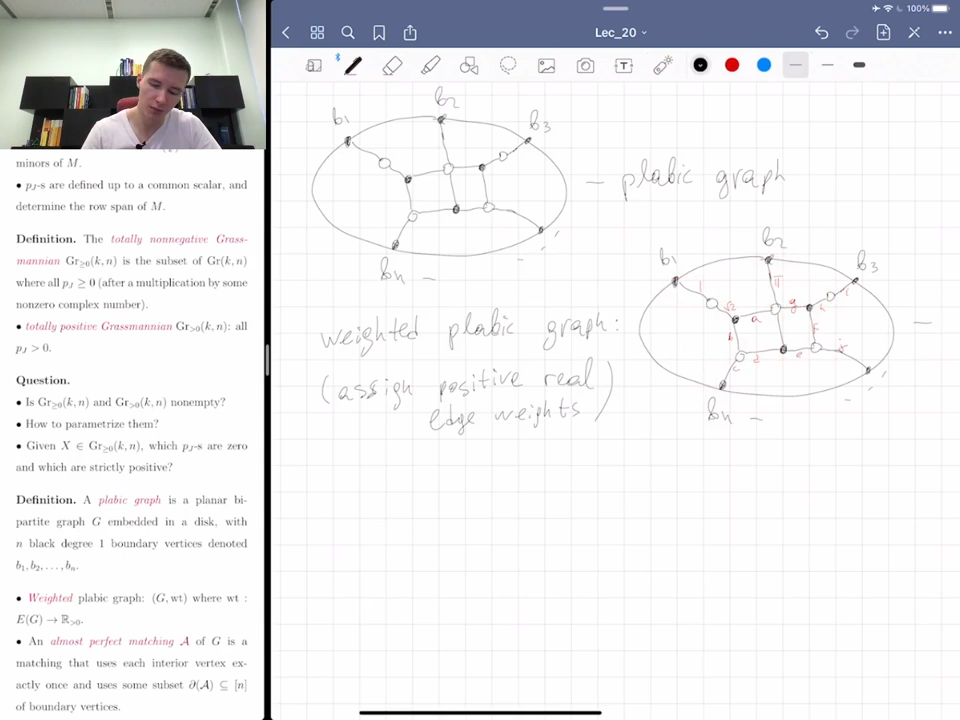 100%
Lec_20
minors of M.
• p_J-s are defined up to a common scalar, and
determine the row span of M.
Definition. The totally nonnegative Grass-
mannian Gr≥0(k, n) is the subset of Gr(k, n)
where all p_J ≥ 0 (after a multiplication by some
nonzero complex number).
• totally positive Grassmannian Gr>0(k, n): all
p_J > 0.
Question.
• Is Gr≥0(k, n) and Gr>0(k, n) nonempty?
• How to parametrize them?
• Given X ∈ Gr≥0(k, n), which p_J-s are zero
and which are strictly positive?
Definition. A plabic graph is a planar bi-
partite graph G embedded in a disk, with
n black degree 1 boundary vertices denoted
b1, b2, . . . , bn.
• Weighted plabic graph: (G, wt) where wt :
E(G) → ℝ>0.
• An almost perfect matching 𝒜 of G is a
matching that uses each interior vertex ex-
actly once and uses some subset ∂(𝒜) ⊆ [n]
of boundary vertices.
b1 b2 b3
bn
– plabic graph
weighted plabic graph:
(assign positive real
edge weights)
b1 b2 b3
1 √2 π a g h i
b f
c d e j
bn